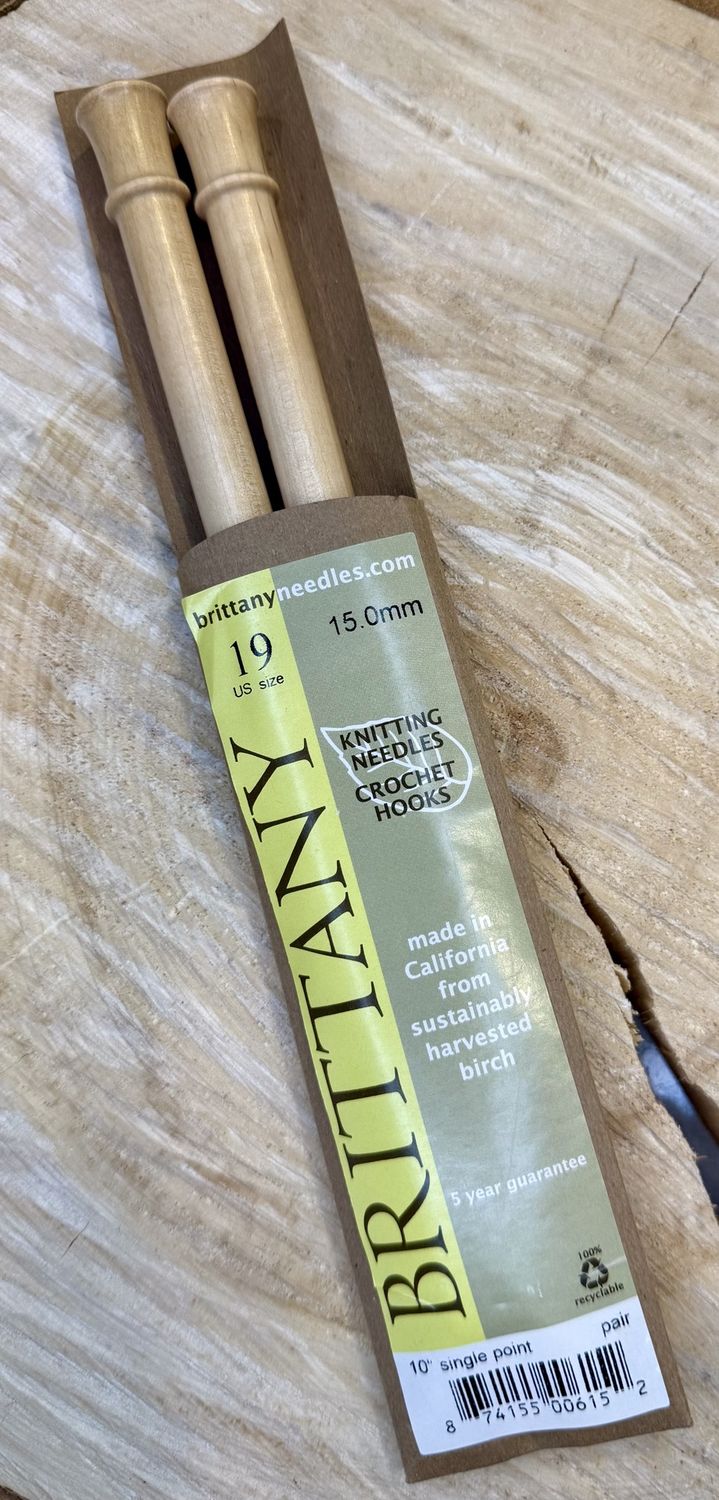 brittanyneedles.com
19
US size
15.0mm
BRITTANY
KNITTING
NEEDLES
CROCHET
HOOKS
made in
California
from
sustainably
harvested
birch
5 year guarantee
100%
recyclable
10" single point
pair
8 74155 00615 2